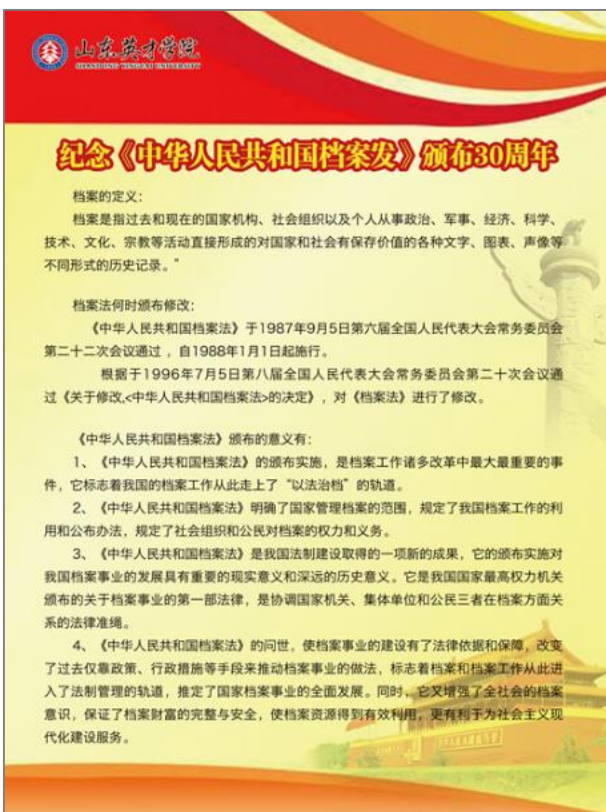 山东英才学院
SHANDONG YINGCAI UNIVERSITY
纪念《中华人民共和国档案发》颁布30周年
档案的定义:
档案是指过去和现在的国家机构、社会组织以及个人从事政治、军事、经济、科学、
技术、文化、宗教等活动直接形成的对国家和社会有保存价值的各种文字、图表、声像等
不同形式的历史记录。"
档案法何时颁布修改:
《中华人民共和国档案法》于1987年9月5日第六届全国人民代表大会常务委员会
第二十二次会议通过 ，自1988年1月1日起施行。
根据于1996年7月5日第八届全国人民代表大会常务委员会第二十次会议通
过《关于修改,<中华人民共和国档案法>的决定》，对《档案法》进行了修改。
《中华人民共和国档案法》颁布的意义有:
1、《中华人民共和国档案法》的颁布实施，是档案工作诸多改革中最大最重要的事
件，它标志着我国的档案工作从此走上了“以法治档”的轨道。
2、《中华人民共和国档案法》明确了国家管理档案的范围，规定了我国档案工作的利
用和公布办法，规定了社会组织和公民对档案的权力和义务。
3、《中华人民共和国档案法》是我国法制建设取得的一项新的成果，它的颁布实施对
我国档案事业的发展具有重要的现实意义和深远的历史意义。它是我国国家最高权力机关
颁布的关于档案事业的第一部法律，是协调国家机关、集体单位和公民三者在档案方面关
系的法律准绳。
4、《中华人民共和国档案法》的问世，使档案事业的建设有了法律依据和保障，改变
了过去仅靠政策、行政措施等手段来推动档案事业的做法，标志着档案和档案工作从此进
入了法制管理的轨道，推定了国家档案事业的全面发展。同时，它又增强了全社会的档案
意识，保证了档案财富的完整与安全，使档案资源得到有效利用，更有利于为社会主义现
代化建设服务。